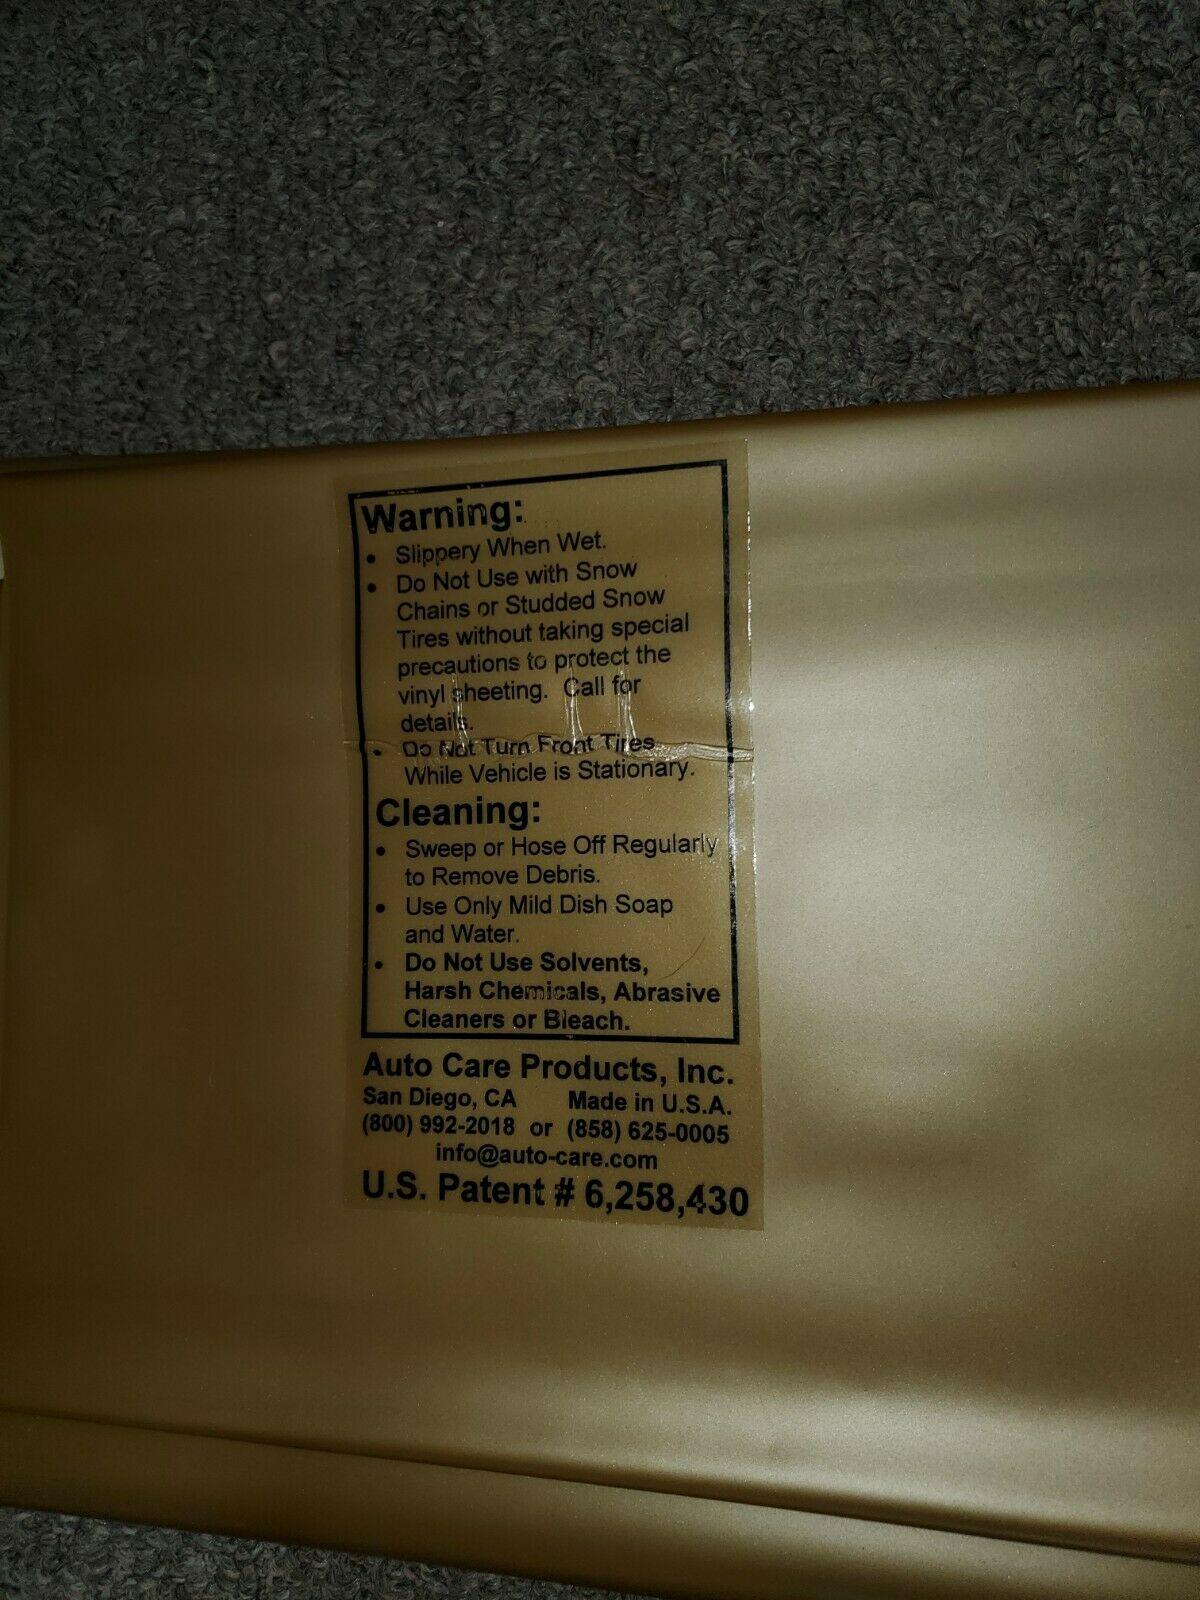 Warning:
• Slippery When Wet.
• Do Not Use with Snow
Chains or Studded Snow
Tires without taking special
precautions to protect the
vinyl sheeting. Call for
details.
• Do Not Turn Front Tires
While Vehicle is Stationary.
Cleaning:
• Sweep or Hose Off Regularly
to Remove Debris.
• Use Only Mild Dish Soap
and Water.
• Do Not Use Solvents,
Harsh Chemicals, Abrasive
Cleaners or Bleach.
Auto Care Products, Inc.
San Diego, CA Made in U.S.A.
(800) 992-2018 or (858) 625-0005
info@auto-care.com
U.S. Patent # 6,258,430